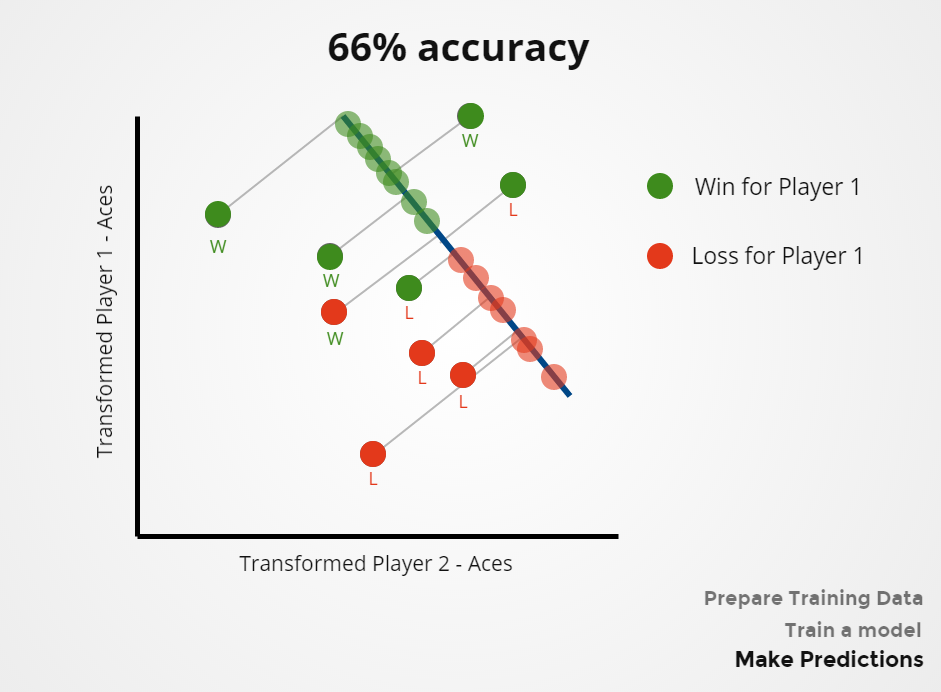 66% accuracy
W
L
W
W
L
W
L
L
L
Win for Player 1
Loss for Player 1
Transformed Player 1 - Aces
Transformed Player 2 - Aces
Prepare Training Data
Train a model
Make Predictions